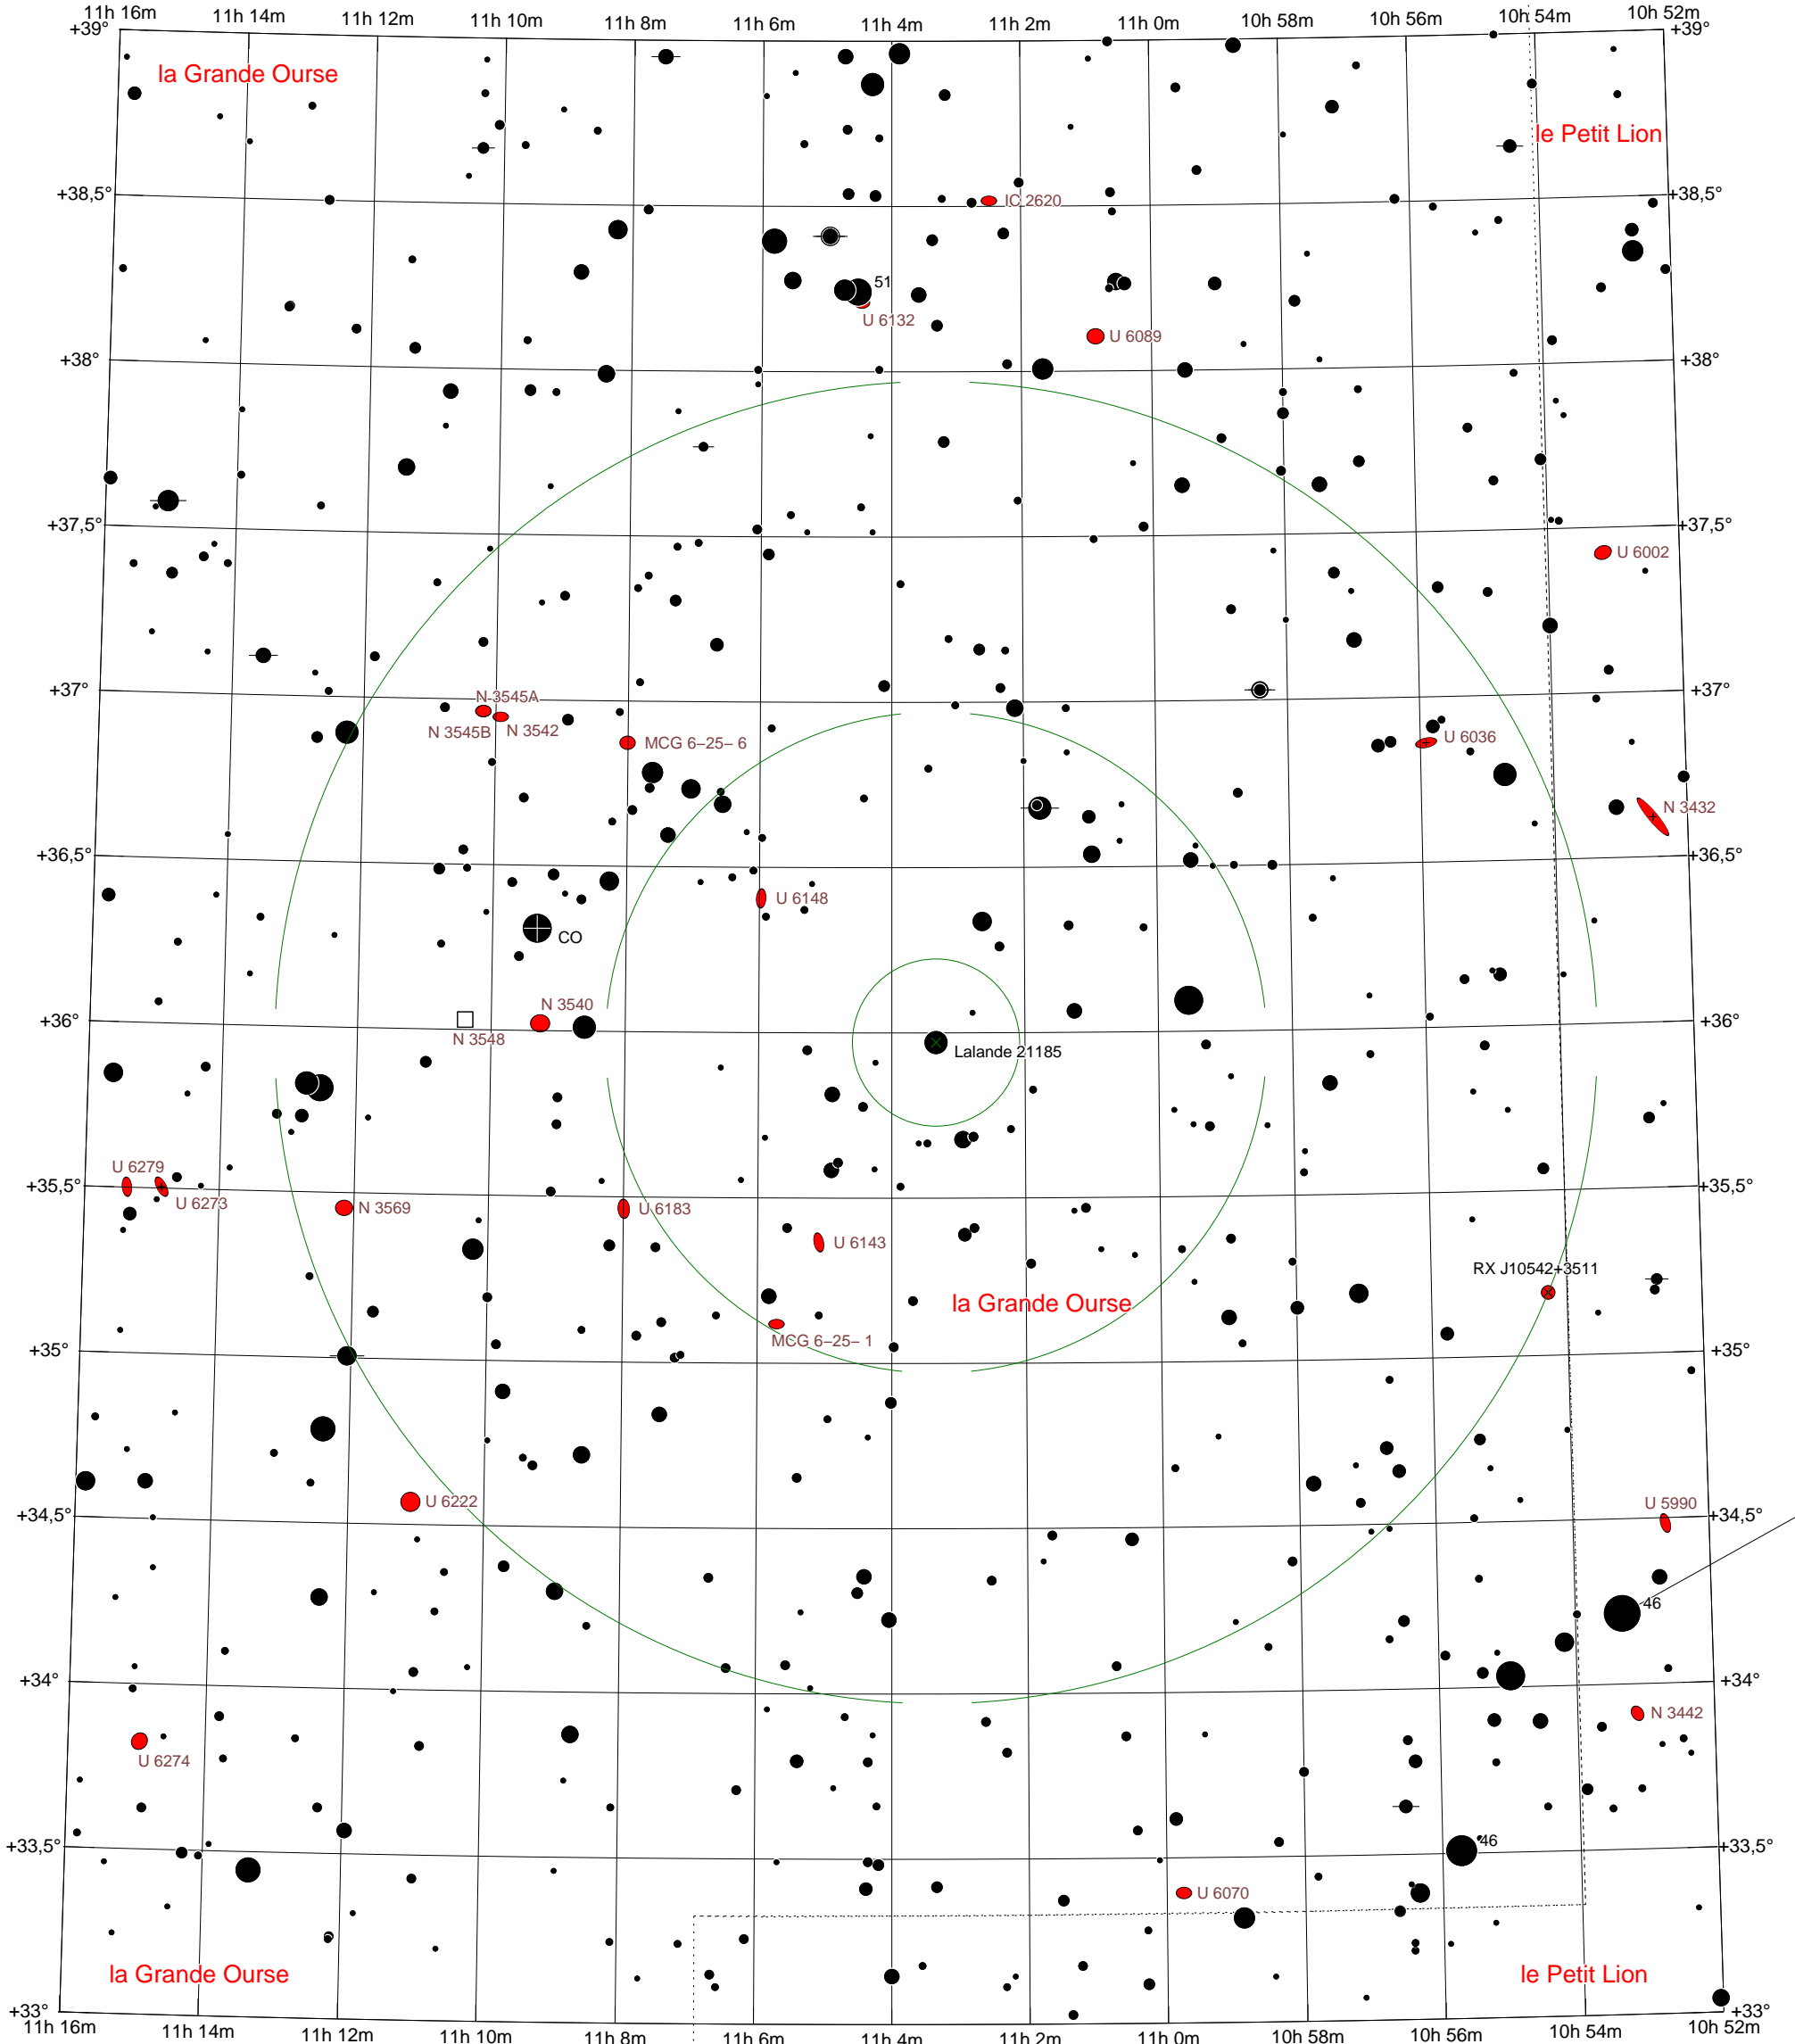 11h 16m 11h 14m 11h 12m 11h 10m 11h 8m 11h 6m 11h 4m 11h 2m 11h 0m 10h 58m 10h 56m 10h 54m 10h 52m
+39° +39°
la Grande Ourse
le Petit Lion
+38,5° +38,5°
IC 2620
51
U 6132
U 6089
+38° +38°
+37,5° +37,5°
U 6002
+37° +37°
N 3545A
N 3545B N 3542
MCG 6–25– 6
U 6036
N 3432
+36,5° +36,5°
U 6148
CO
N 3540
+36° +36°
N 3548
Lalande 21185
U 6279
+35,5° +35,5°
U 6273
N 3569
U 6183
U 6143
RX J10542+3511
la Grande Ourse
MCG 6–25– 1
+35° +35°
U 6222
U 5990
+34,5° +34,5°
46
+34° +34°
N 3442
U 6274
+33,5° +33,5°
46
U 6070
la Grande Ourse
le Petit Lion
+33° +33°
11h 16m 11h 14m 11h 12m 11h 10m 11h 8m 11h 6m 11h 4m 11h 2m 11h 0m 10h 58m 10h 56m 10h 54m 10h 52m